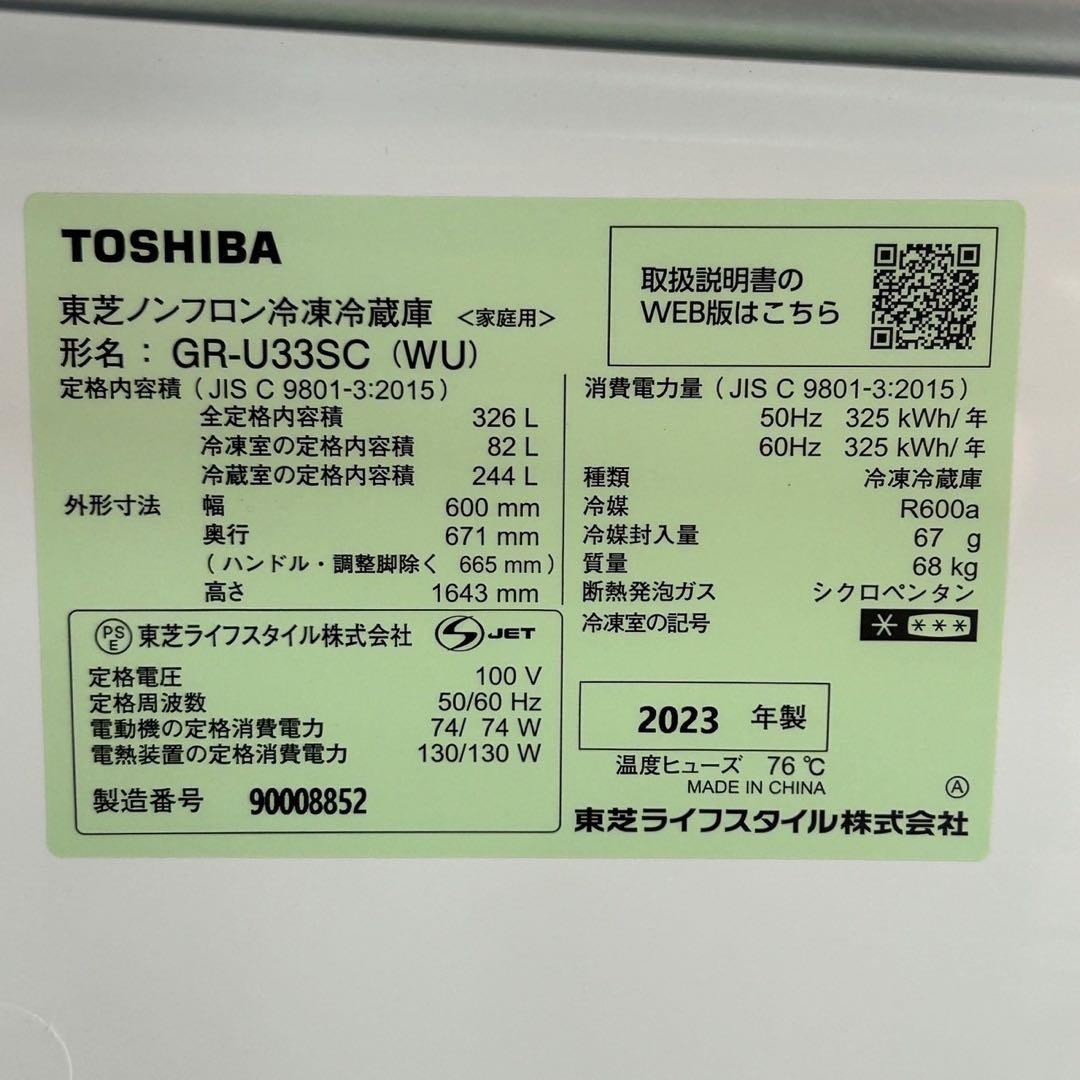 TOSHIBA
東芝ノンフロン冷凍冷蔵庫 <家庭用>
形名: GR-U33SC (WU)
取扱説明書の
WEB版はこちら
定格内容積 (JIS C 9801-3:2015)
全定格内容積 326 L
冷凍室の定格内容積 82 L
冷蔵室の定格内容積 244 L
外形寸法 幅 600 mm
奥行 671 mm
(ハンドル・調整脚除く 665 mm)
高さ 1643 mm
消費電力量 (JIS C 9801-3:2015)
50Hz 325 kWh/年
60Hz 325 kWh/年
種類 冷凍冷蔵庫
冷媒 R600a
冷媒封入量 67 g
質量 68 kg
断熱発泡ガス シクロペンタン
冷凍室の記号 * ***
PSE 東芝ライフスタイル株式会社 S JET
定格電圧 100 V
定格周波数 50/60 Hz
電動機の定格消費電力 74/ 74 W
電熱装置の定格消費電力 130/130 W
製造番号 90008852
2023 年製
温度ヒューズ 76 ℃
MADE IN CHINA
Ⓐ
東芝ライフスタイル株式会社